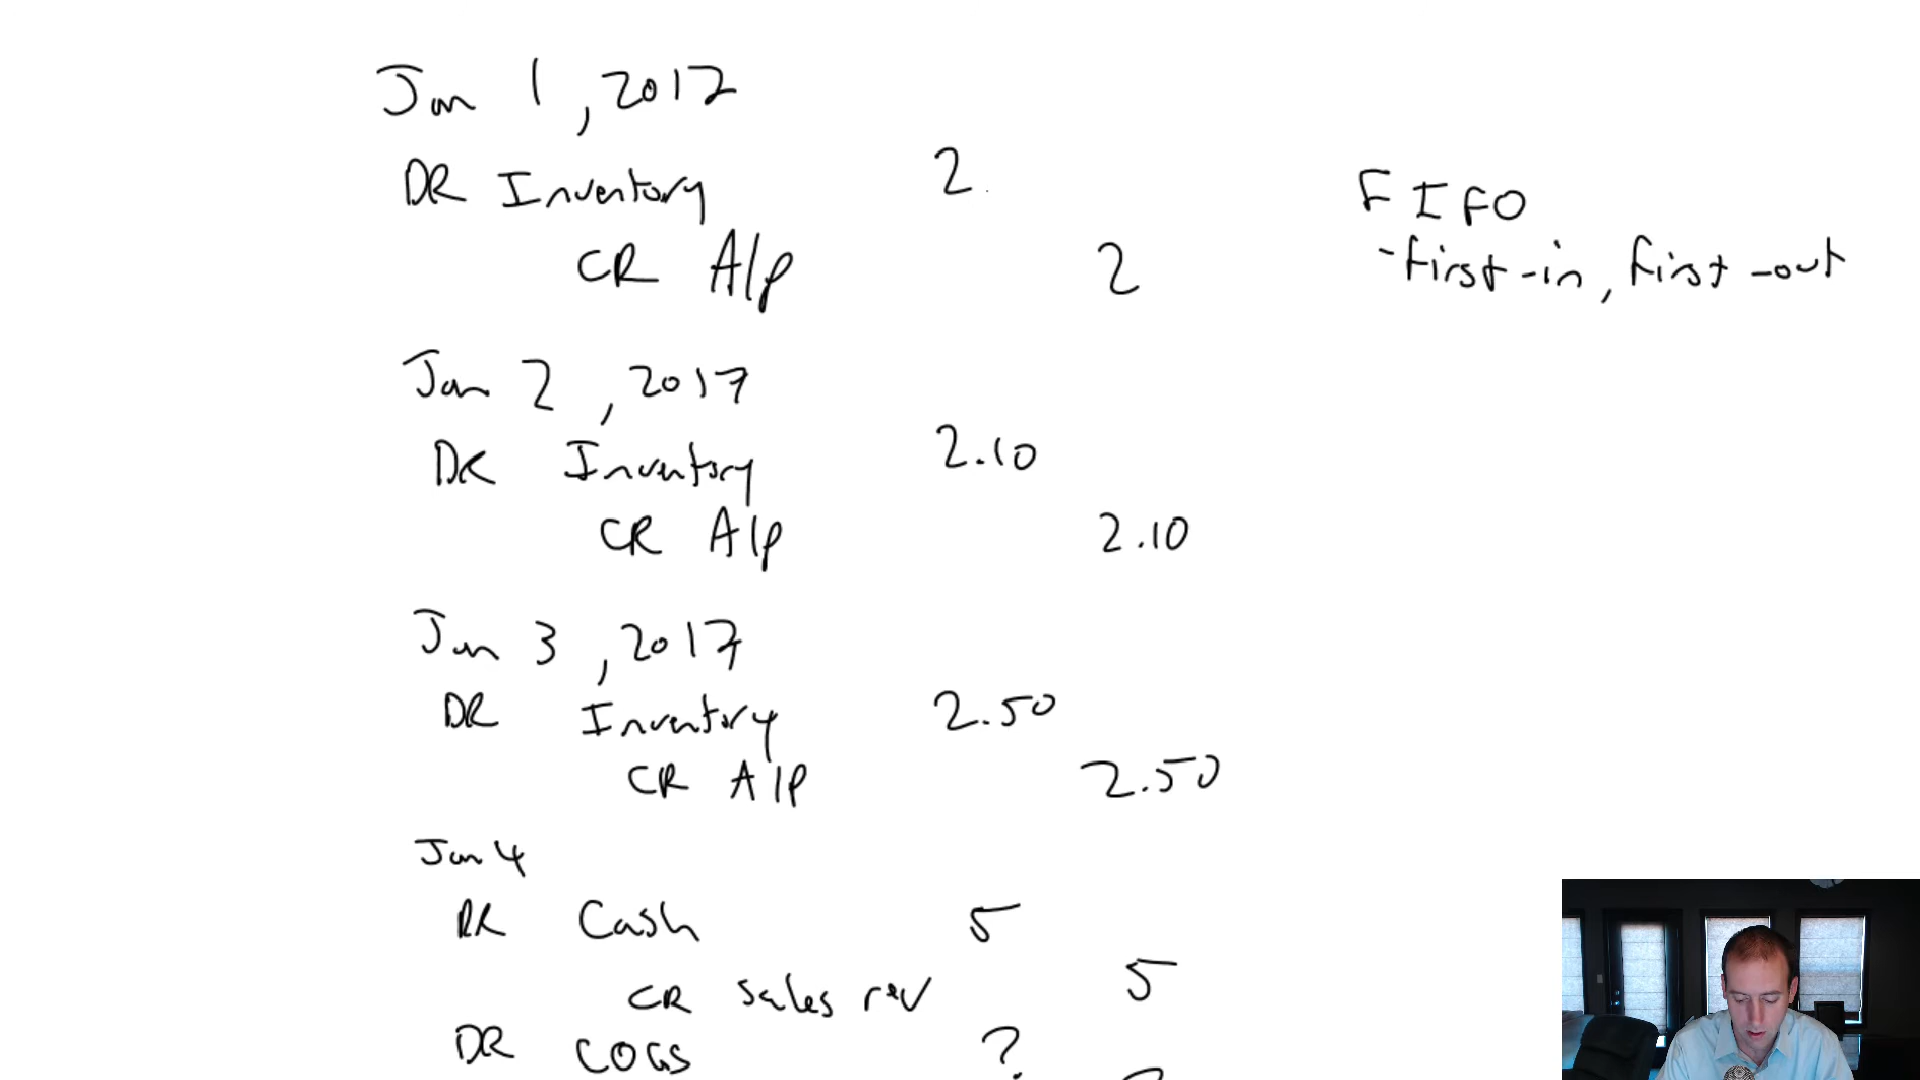 Jan 1, 2017
DR Inventory 2.
CR A/p 2
Jan 2, 2017
DR Inventory 2.10
CR A/p 2.10
Jan 3, 2017
DR Inventory 2.50
CR A/P 2.50
Jan 4
DR Cash 5
CR Sales rev 5
DR COGS ?
FIFO
-first-in, first-out